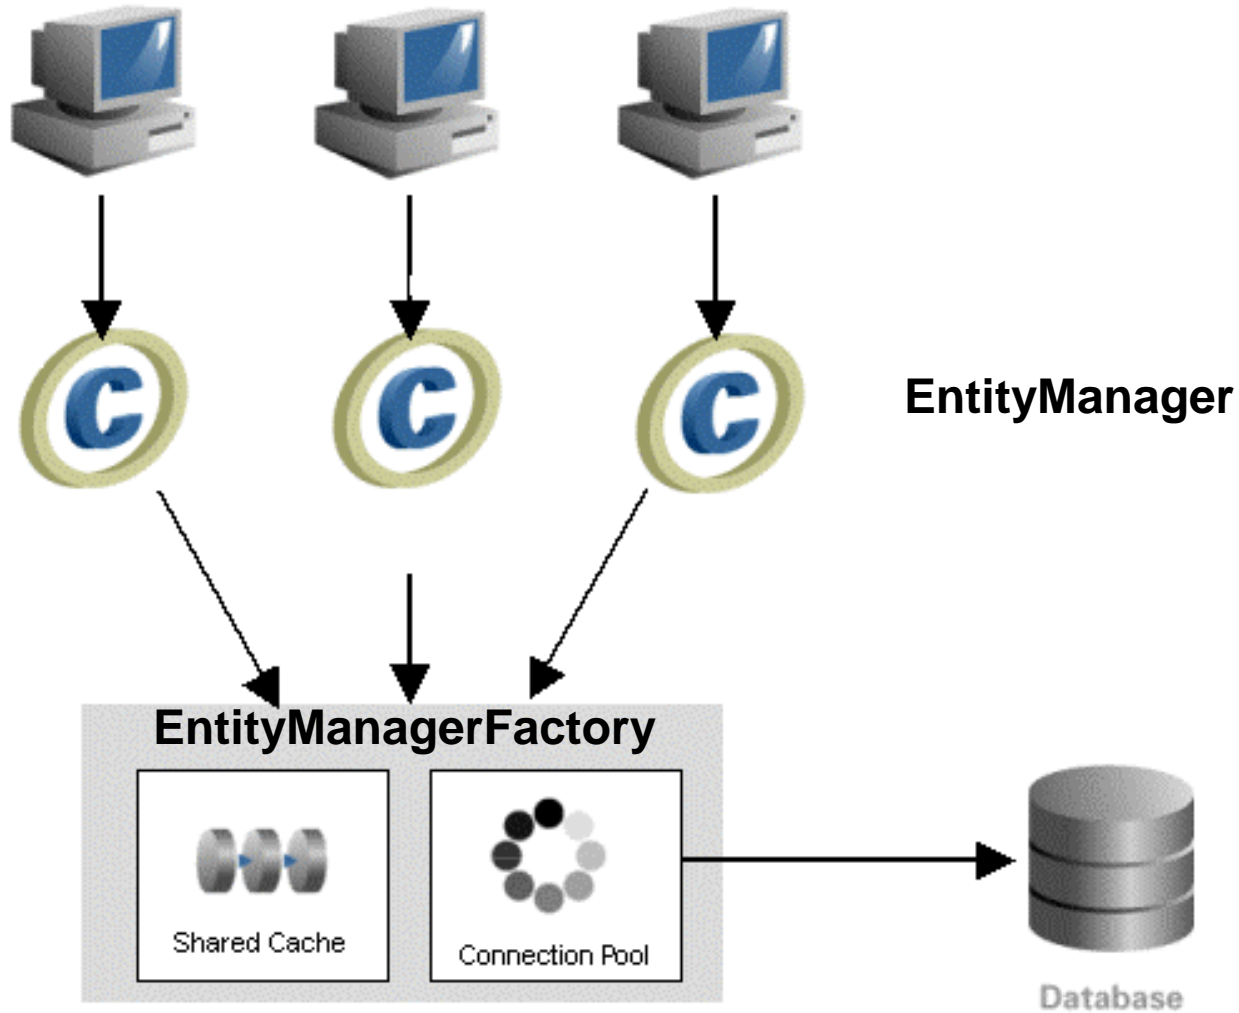 C C C
EntityManager
EntityManagerFactory
Shared Cache
Connection Pool
Database